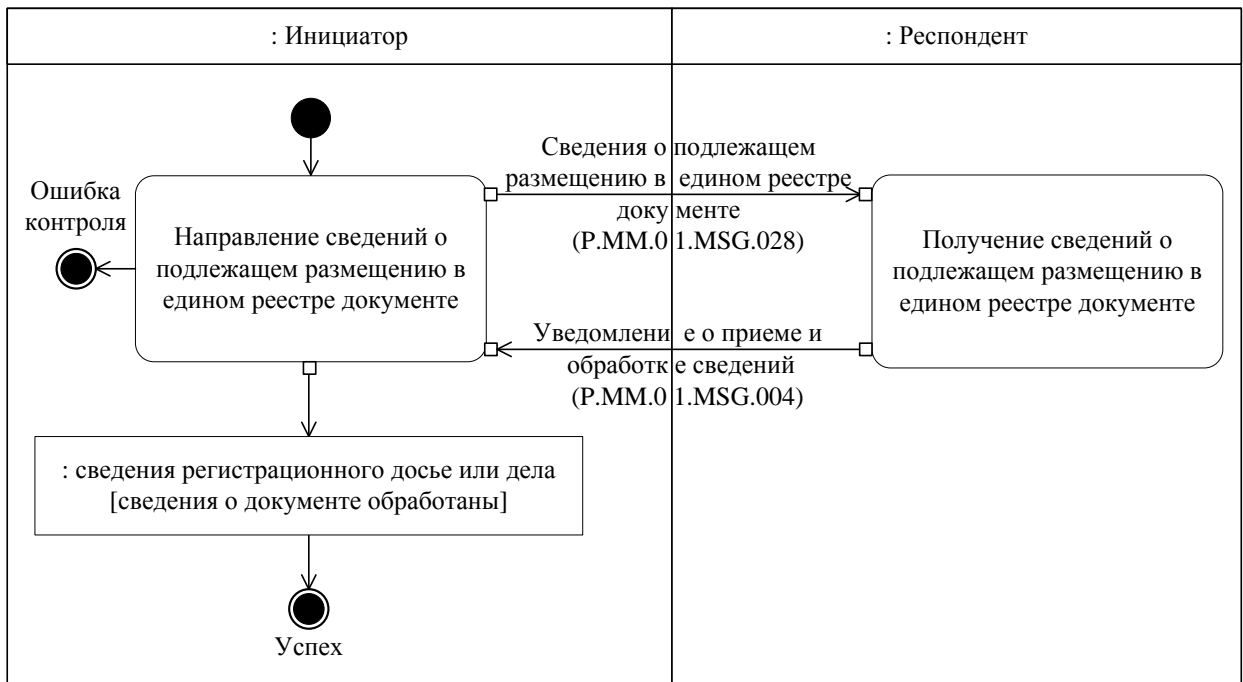 : Инициатор
: Респондент
Ошибка
контроля
Направление сведений о
подлежащем размещению в
едином реестре документе
Сведения о подлежащем
размещению в едином реестре
документе
(P.MM.01.MSG.028)
Получение сведений о
подлежащем размещению в
едином реестре документе
Уведомление о приеме и
обработке сведений
(P.MM.01.MSG.004)
: сведения регистрационного досье или дела
[сведения о документе обработаны]
Успех